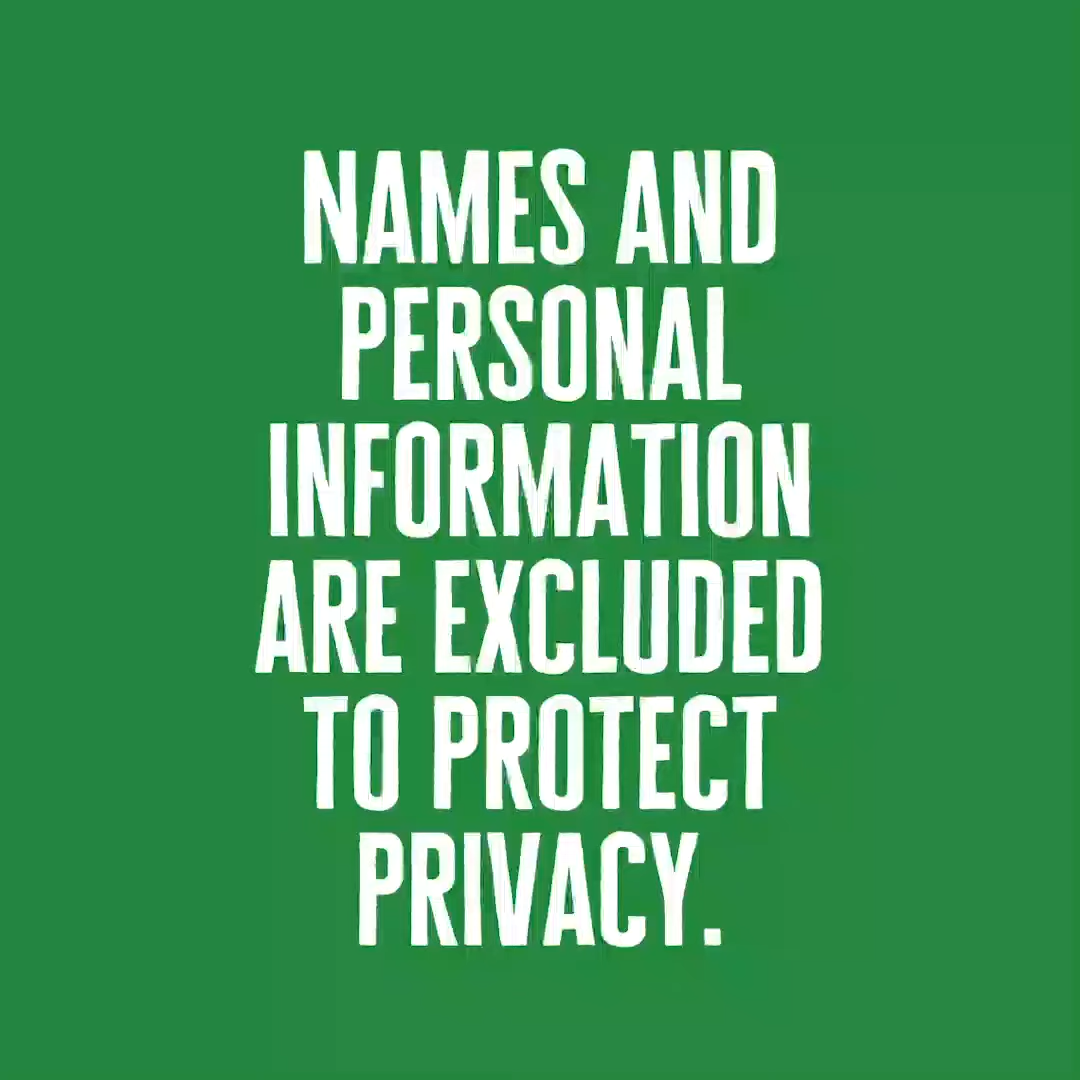 NAMES AND
PERSONAL
INFORMATION
ARE EXCLUDED
TO PROTECT
PRIVACY.